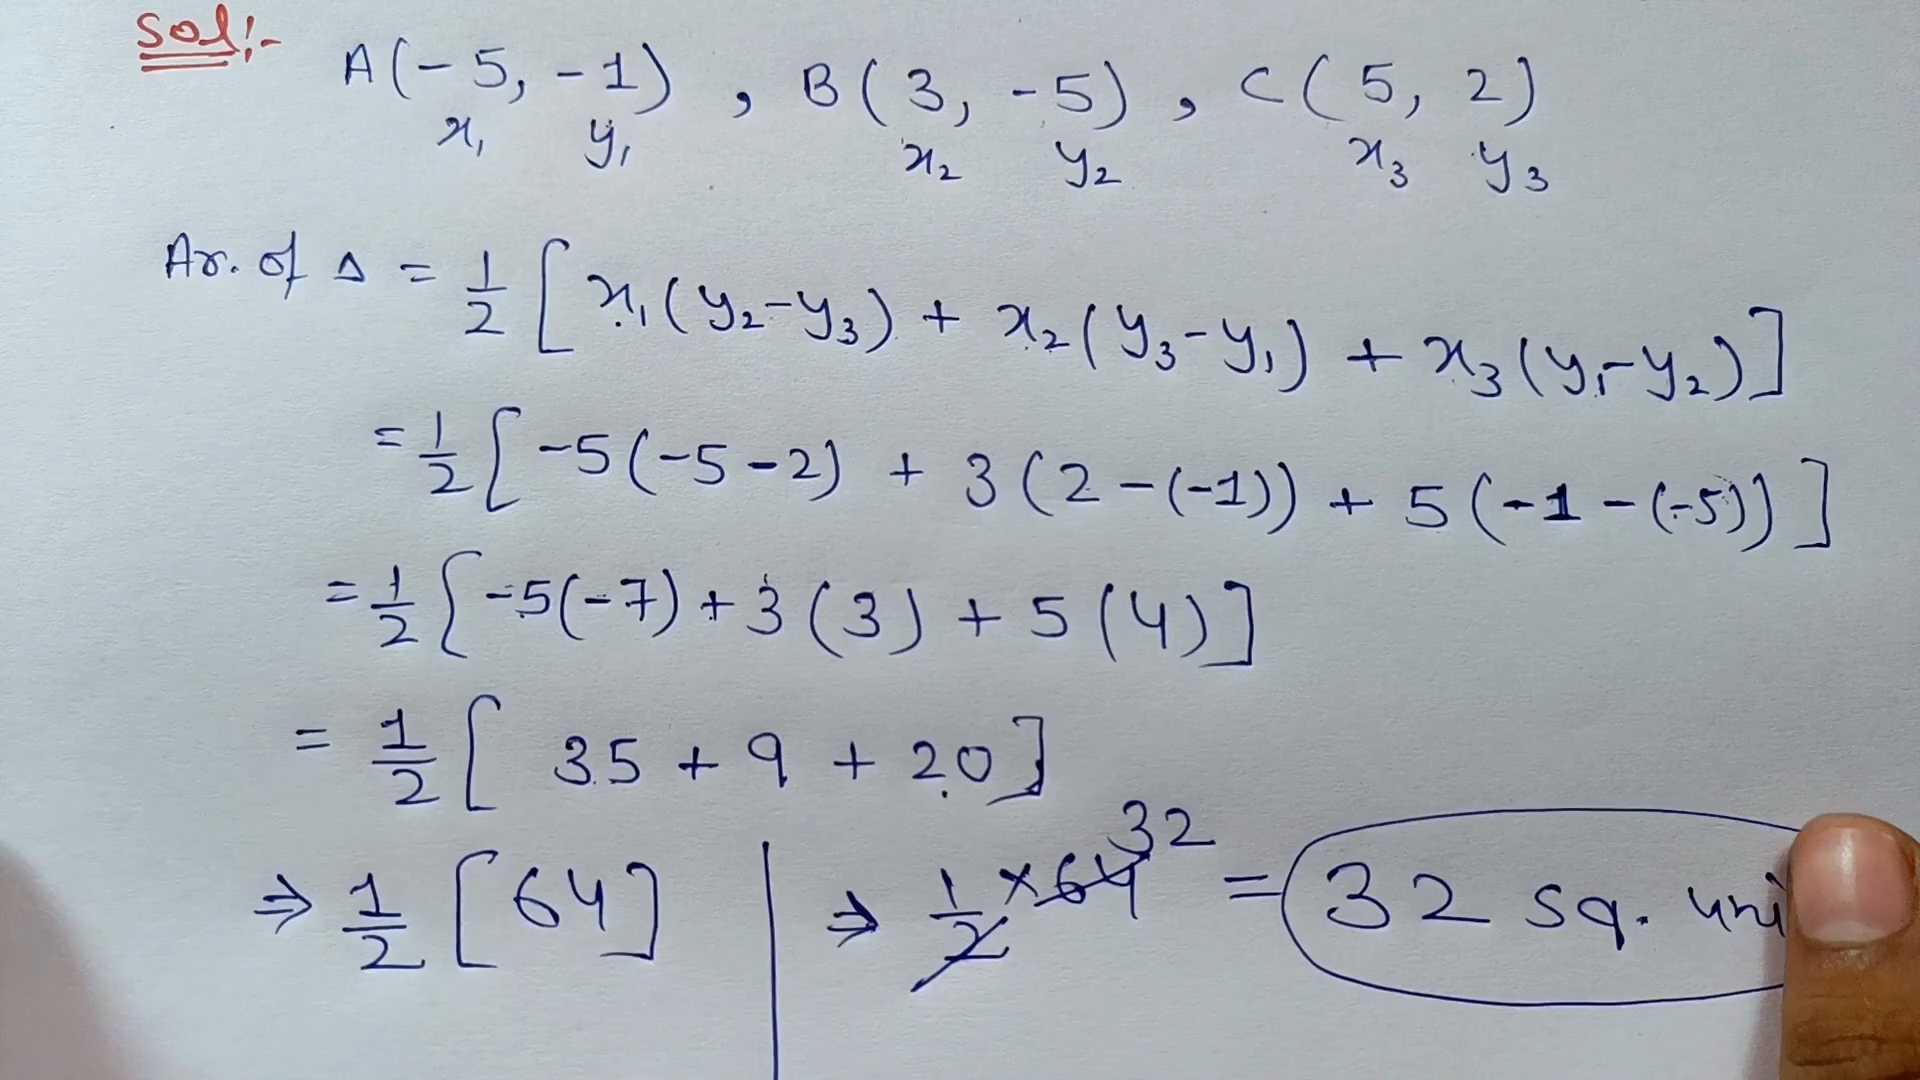 Sol:-
A(-5, -1) , B(3, -5) , C(5, 2)
x₁ y₁ x₂ y₂ x₃ y₃
Ar. of Δ = 1/2 [x₁(y₂-y₃) + x₂(y₃-y₁) + x₃(y₁-y₂)]
= 1/2 [-5(-5-2) + 3(2-(-1)) + 5(-1-(-5))]
= 1/2 [-5(-7) + 3(3) + 5(4)]
= 1/2 [35 + 9 + 20]
⇒ 1/2 [64] ⇒ 1/2 × 64 32 = 32 sq. uni